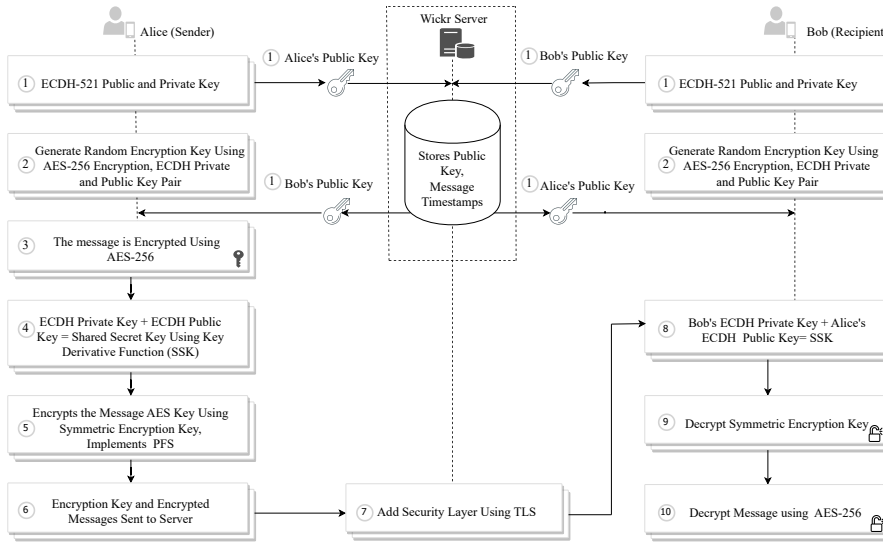 Alice (Sender)
Wickr Server
Bob (Recipient
1 Alice's Public Key
1 Bob's Public Key
1 ECDH-521 Public and Private Key
1 ECDH-521 Public and Private Key
2 Generate Random Encryption Key Using
AES-256 Encryption, ECDH Private
and Public Key Pair
Stores Public
Key,
Message
Timestamps
2 Generate Random Encryption Key Using
AES-256 Encryption, ECDH Private
and Public Key Pair
1 Bob's Public Key
1 Alice's Public Key
3 The message is Encrypted Using
AES-256
4 ECDH Private Key + ECDH Public
Key = Shared Secret Key Using Key
Derivative Function (SSK)
8 Bob's ECDH Private Key + Alice's
ECDH Public Key= SSK
5 Encrypts the Message AES Key Using
Symmetric Encryption Key,
Implements PFS
9 Decrypt Symmetric Encryption Key
6 Encryption Key and Encrypted
Messages Sent to Server
7 Add Security Layer Using TLS
10 Decrypt Message using AES-256